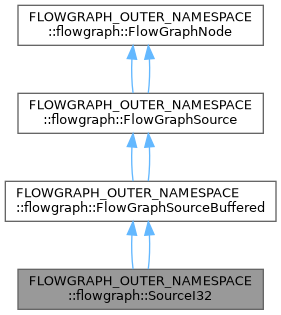 FLOWGRAPH_OUTER_NAMESPACE
::flowgraph::FlowGraphNode
FLOWGRAPH_OUTER_NAMESPACE
::flowgraph::FlowGraphSource
FLOWGRAPH_OUTER_NAMESPACE
::flowgraph::FlowGraphSourceBuffered
FLOWGRAPH_OUTER_NAMESPACE
::flowgraph::SourceI32